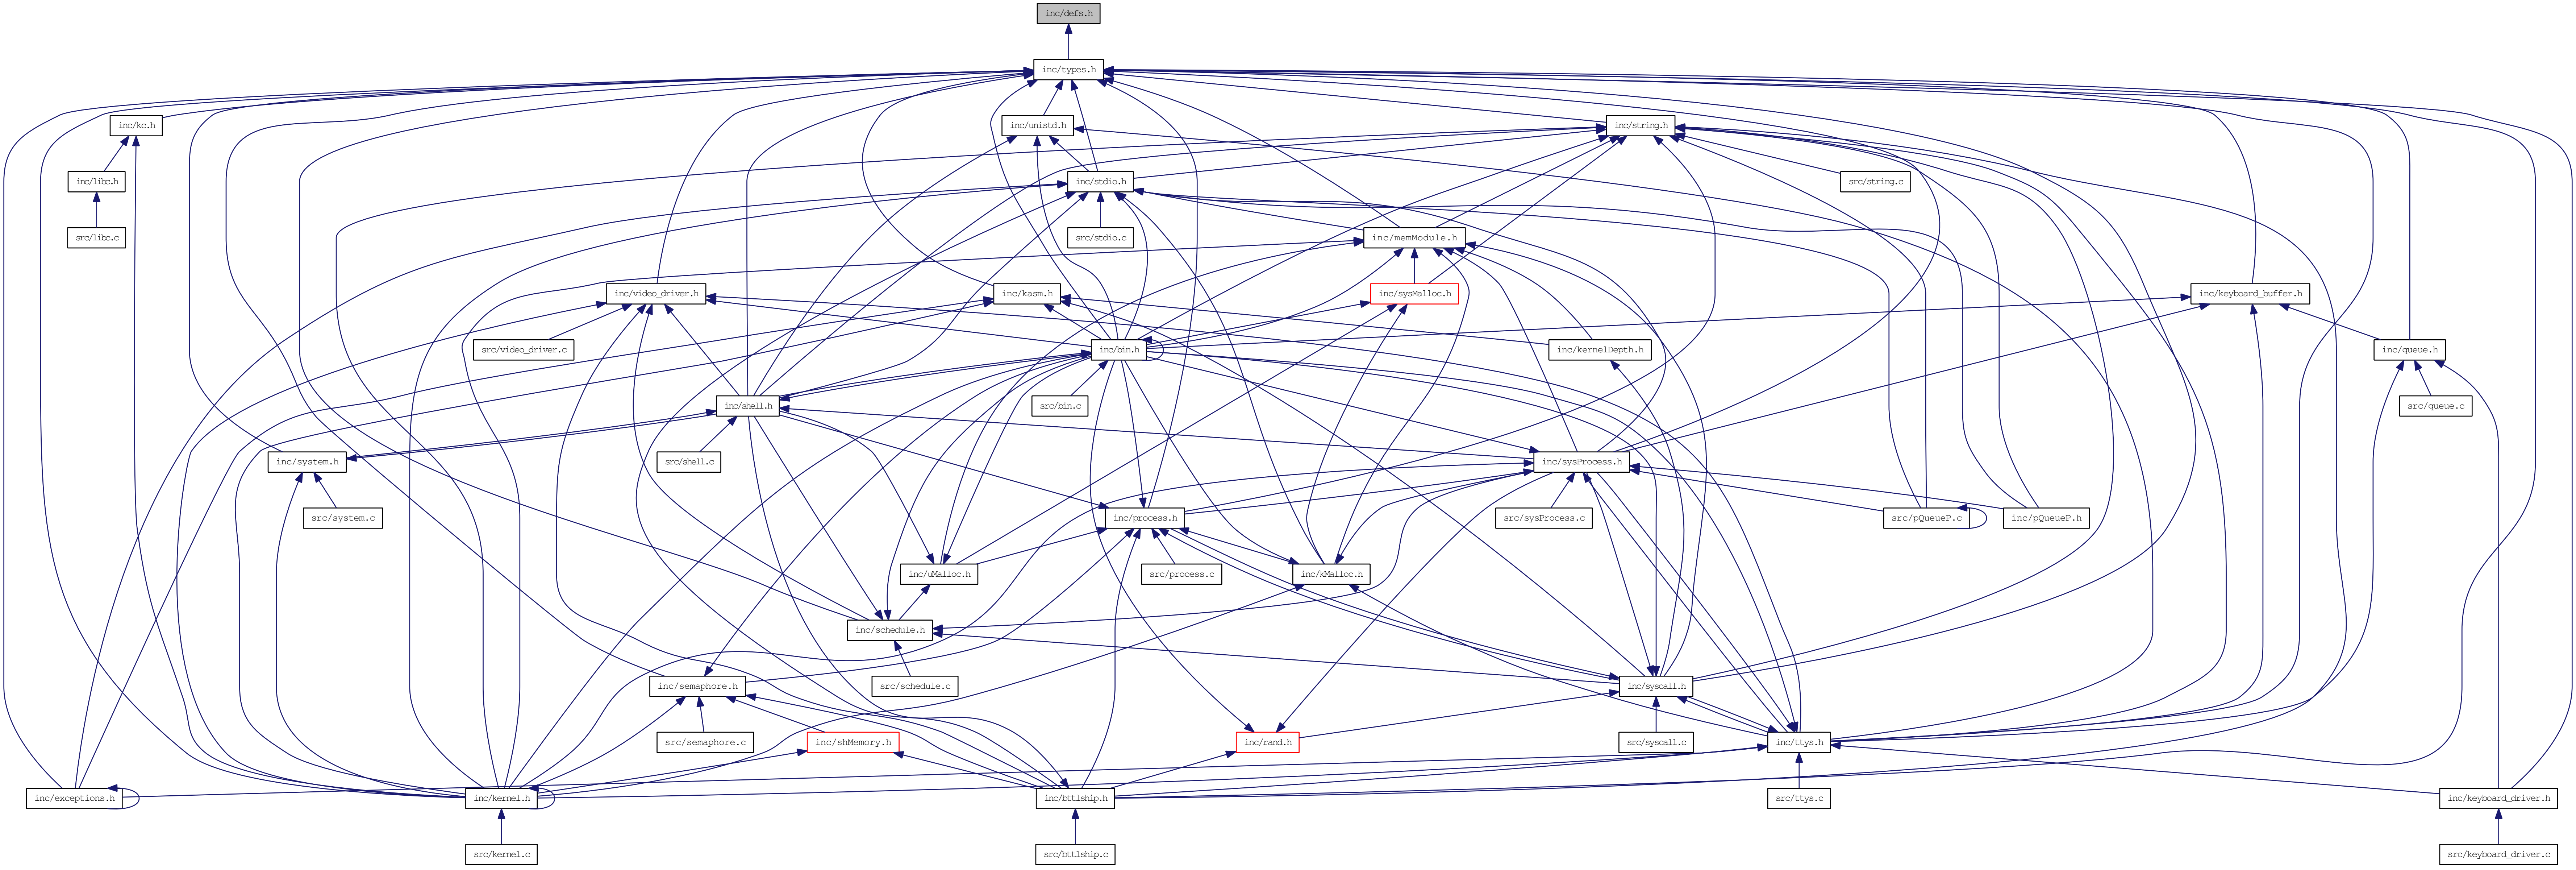 inc/defs.h
inc/types.h
inc/kc.h
inc/unistd.h
inc/string.h
inc/libc.h
inc/stdio.h
src/string.c
src/libc.c
src/stdio.c
inc/memModule.h
inc/video_driver.h
inc/kasm.h
inc/sysMalloc.h
inc/keyboard_buffer.h
src/video_driver.c
inc/bin.h
inc/kernelDepth.h
inc/queue.h
inc/shell.h
src/bin.c
src/queue.c
inc/system.h
src/shell.c
inc/sysProcess.h
src/system.c
inc/process.h
src/sysProcess.c
src/pQueueP.c
inc/pQueueP.h
inc/uMalloc.h
src/process.c
inc/kMalloc.h
inc/schedule.h
inc/semaphore.h
src/schedule.c
inc/syscall.h
src/semaphore.c
inc/shMemory.h
inc/rand.h
src/syscall.c
inc/ttys.h
inc/exceptions.h
inc/kernel.h
inc/bttlship.h
src/ttys.c
inc/keyboard_driver.h
src/kernel.c
src/bttlship.c
src/keyboard_driver.c